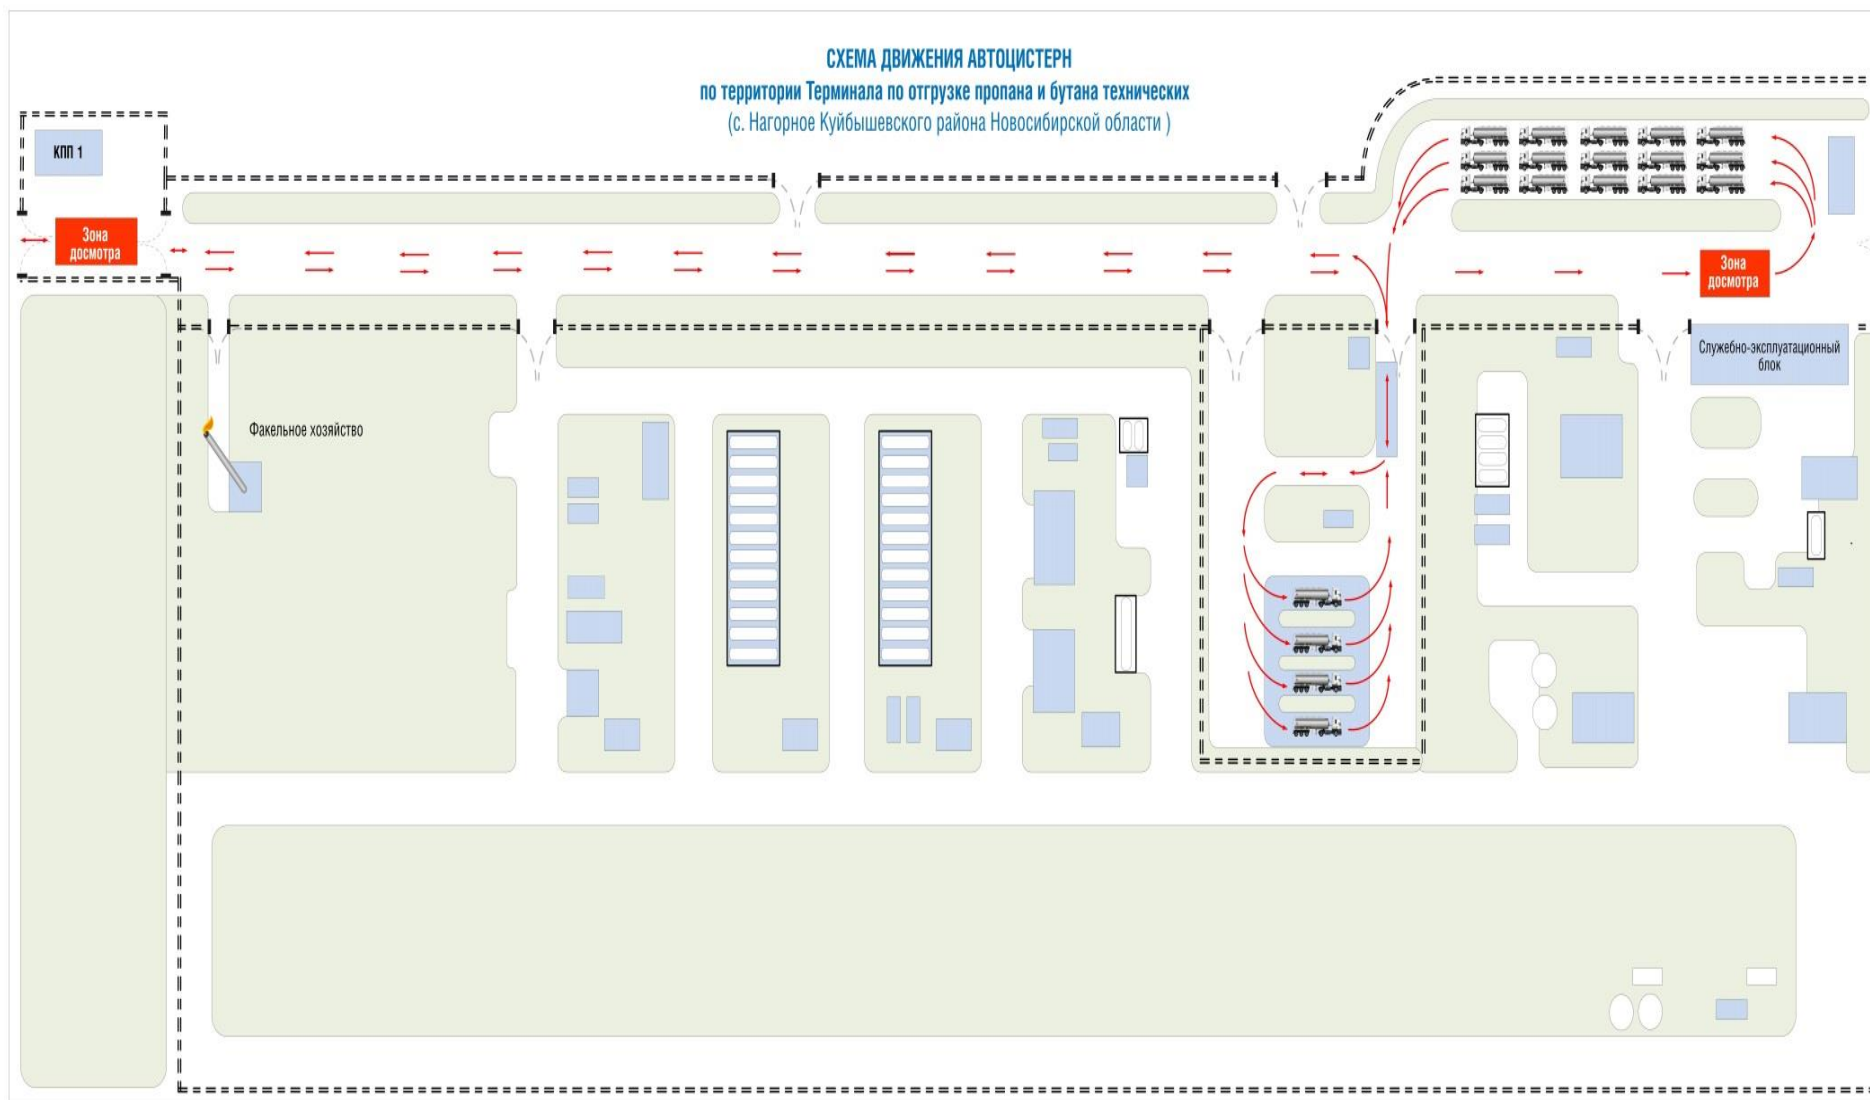 СХЕМА ДВИЖЕНИЯ АВТОЦИСТЕРН
по территории Терминала по отгрузке пропана и бутана технических
(с. Нагорное Куйбышевского района Новосибирской области )
КПП 1
Зона
досмотра
Зона
досмотра
Служебно-эксплуатационный
блок
Факельное хозяйство